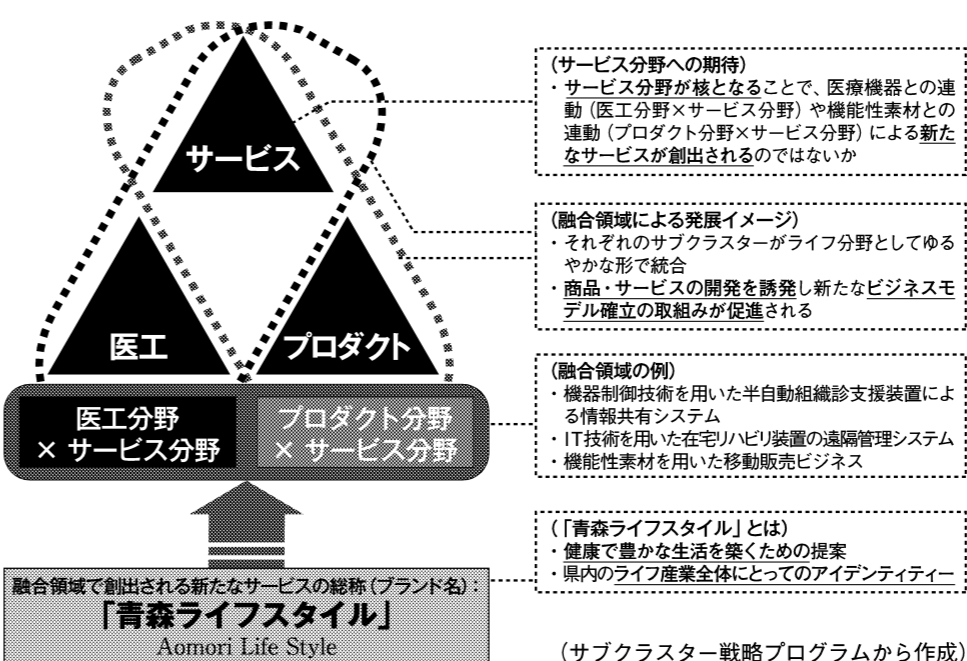 サービス
医工
プロダクト
医工分野
× サービス分野
プロダクト分野
× サービス分野
融合領域で創出される新たなサービスの総称(ブランド名):
「青森ライフスタイル」
Aomori Life Style
(サービス分野への期待)
・サービス分野が核となることで、医療機器との連
動(医工分野×サービス分野)や機能性素材との
連動(プロダクト分野×サービス分野)による新た
なサービスが創出されるのではないか
(融合領域による発展イメージ)
・それぞれのサブクラスターがライフ分野としてゆる
やかな形で統合
・商品・サービスの開発を誘発し新たなビジネスモ
デル確立の取組みが促進される
(融合領域の例)
・機器制御技術を用いた半自動組織診支援装置によ
る情報共有システム
・IT技術を用いた在宅リハビリ装置の遠隔管理システム
・機能性素材を用いた移動販売ビジネス
(「青森ライフスタイル」とは)
・健康で豊かな生活を築くための提案
・県内のライフ産業全体にとってのアイデンティティー
(サブクラスター戦略プログラムから作成)